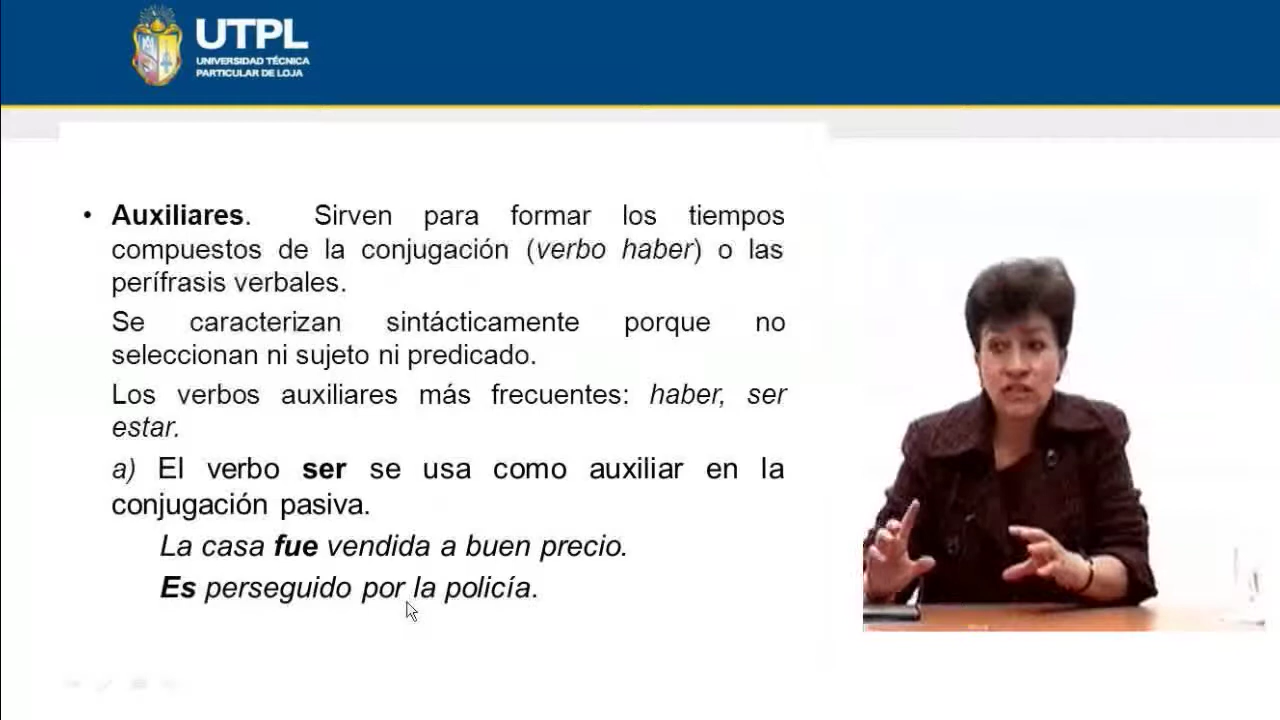 UTPL
UNIVERSIDAD TÉCNICA
PARTICULAR DE LOJA
• Auxiliares. Sirven para formar los tiempos
compuestos de la conjugación (verbo haber) o las
perífrasis verbales.
Se caracterizan sintácticamente porque no
seleccionan ni sujeto ni predicado.
Los verbos auxiliares más frecuentes: haber, ser
estar.
a) El verbo ser se usa como auxiliar en la
conjugación pasiva.
La casa fue vendida a buen precio.
Es perseguido por la policía.